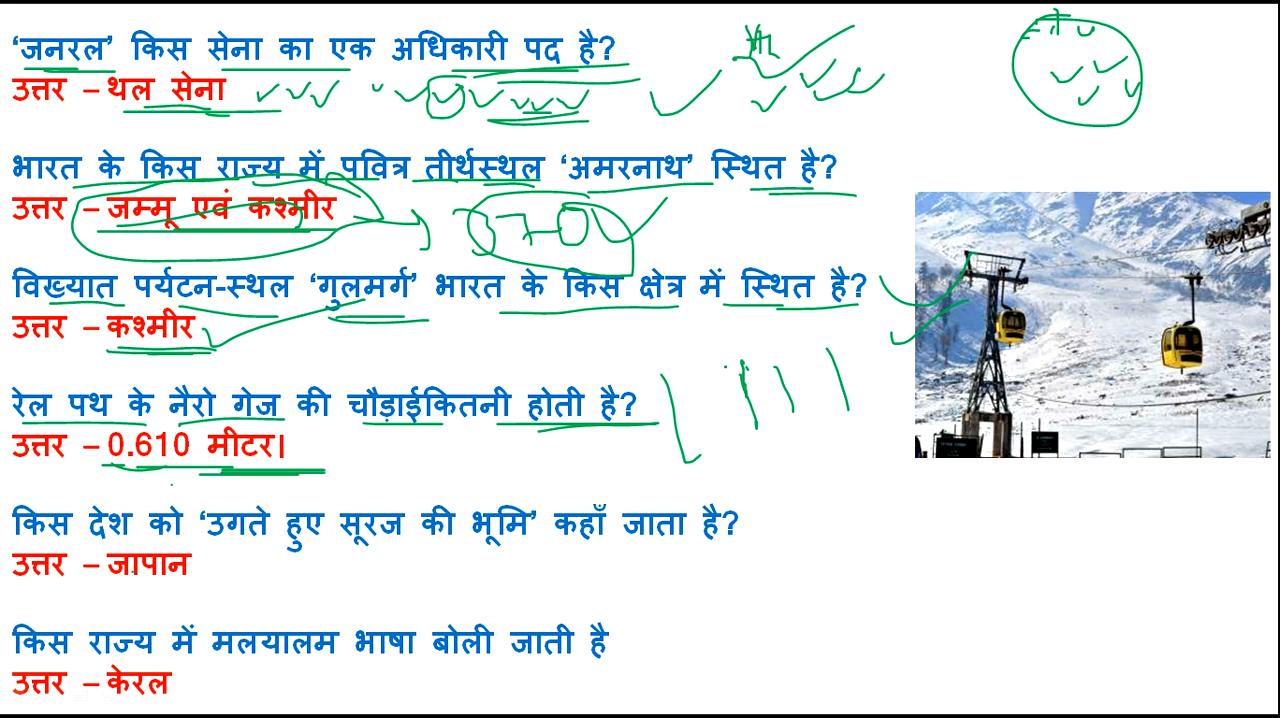 ‘जनरल’ किस सेना का एक अधिकारी पद है?
उत्तर – थल सेना
भारत के किस राज्य में पवित्र तीर्थस्थल ‘अमरनाथ’ स्थित है?
उत्तर – जम्मू एवं कश्मीर
370
विख्यात पर्यटन-स्थल ‘गुलमर्ग’ भारत के किस क्षेत्र में स्थित है?
उत्तर – कश्मीर
रेल पथ के नैरो गेज की चौड़ाईकितनी होती है?
उत्तर – 0.610 मीटर।
किस देश को ‘उगते हुए सूरज की भूमि’ कहाँ जाता है?
उत्तर – जापान
किस राज्य में मलयालम भाषा बोली जाती है
उत्तर – केरल